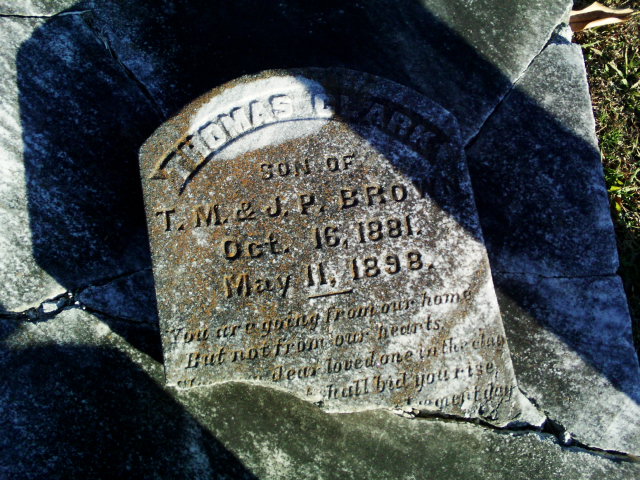 THOMAS CLARK
SON OF
T. M. & J. P. BROWN
Oct. 16, 1881.
May 11, 1898.
You are going from our home
But not from our hearts,
dear loved one in the clay
shall bid you rise,
day